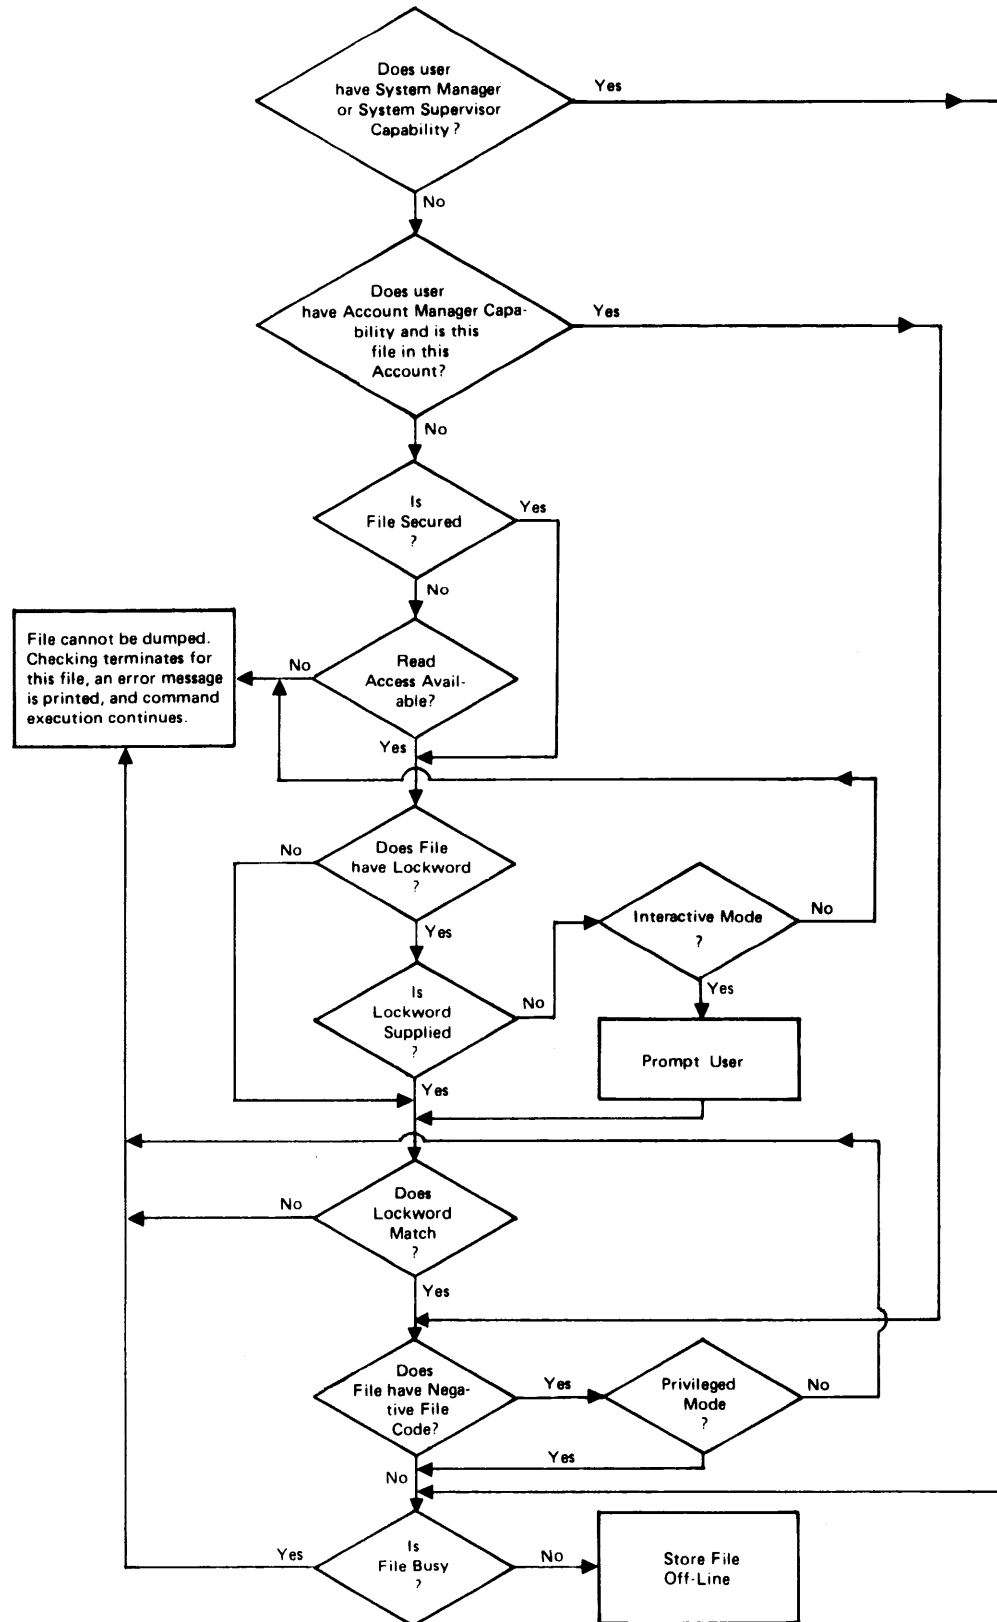 Does user
have System Manager
or System Supervisor
Capability ?
Yes
No
Does user
have Account Manager Capa-
bility and is this
file in this
Account?
Yes
No
Is
File Secured
?
Yes
No
File cannot be dumped.
Checking terminates for
this file, an error message
is printed, and command
execution continues.
No
Read
Access Avail-
able?
Yes
No
Does File
have Lockword
?
Yes
Interactive Mode
?
No
Yes
Is
Lockword
Supplied
?
No
Yes
Prompt User
No
Does
Lockword
Match
?
Yes
Does
File have Nega-
tive File
Code?
Yes
Privileged
Mode
?
No
Yes
No
Yes
Is
File Busy
?
No
Store File
Off-Line